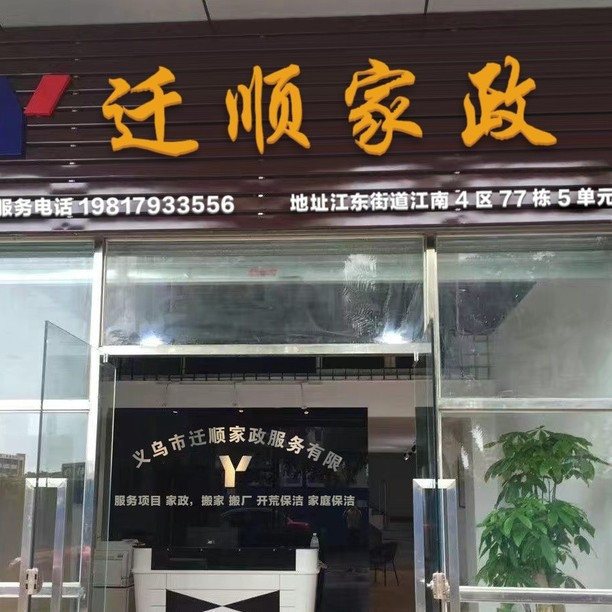 迁顺家政
服务电话 19817933556 地址江东街道江南 4 区 77 栋 5 单元
义乌市迁顺家政服务有限
Y
服务项目 家政，搬家 搬厂 开荒保洁 家庭保洁